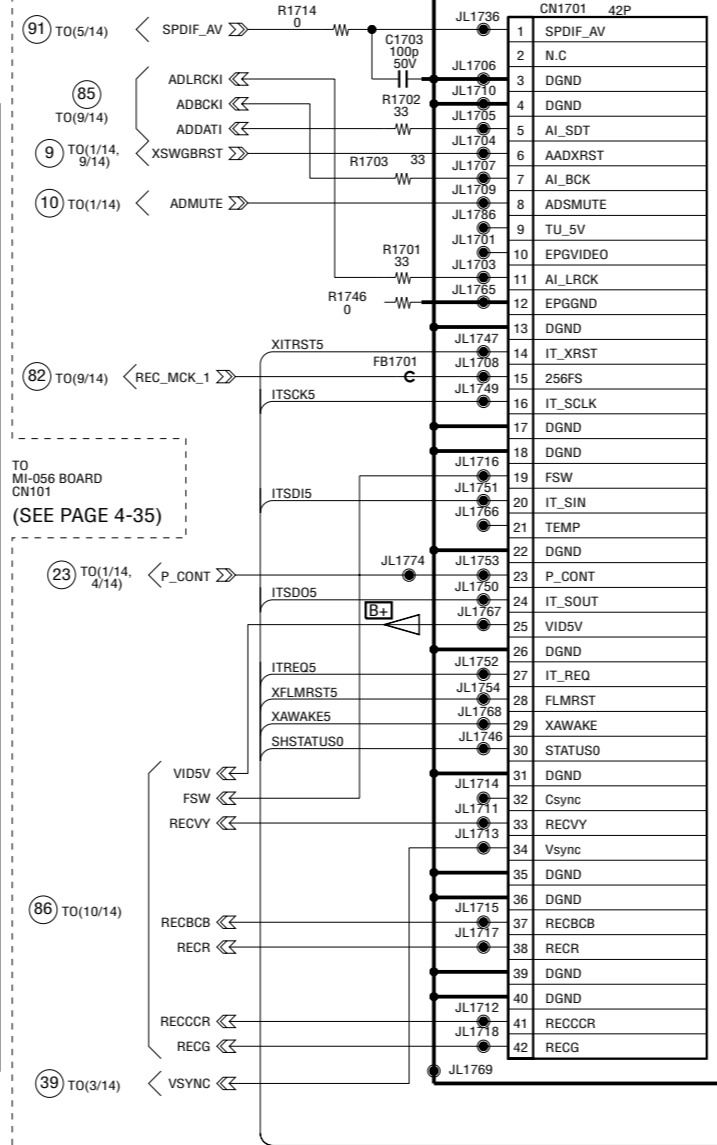 CN1701 42P
91 TO(5/14) SPDIF_AV R1714 0 JL1736 1 SPDIF_AV
C1703 100p 50V
2 N.C
ADLRCKI JL1706 3 DGND
85 TO(9/14)
ADBCKI JL1710 4 DGND
ADDATI R1702 33 JL1705 5 AI_SDT
9 TO(1/14, 9/14) XSWGBRST JL1704 6 AADXRST
R1703 33 JL1707 7 AI_BCK
10 TO(1/14) ADMUTE JL1709 8 ADSMUTE
JL1786 9 TU_5V
JL1701 10 EPGVIDEO
R1701 33 JL1703 11 AI_LRCK
R1746 0 JL1765 12 EPGGND
13 DGND
XITRST5 JL1747 14 IT_XRST
82 TO(9/14) REC_MCK_1 FB1701 JL1708 15 256FS
ITSCK5 JL1749 16 IT_SCLK
17 DGND
18 DGND
TO
MI-056 BOARD
CN101
(SEE PAGE 4-35)
JL1716 19 FSW
ITSDI5 JL1751 20 IT_SIN
JL1766 21 TEMP
22 DGND
23 TO(1/14, 4/14) P_CONT JL1774 JL1753 23 P_CONT
ITSDO5 JL1750 24 IT_SOUT
B+ JL1767 25 VID5V
26 DGND
ITREQ5 JL1752 27 IT_REQ
XFLMRST5 JL1754 28 FLMRST
XAWAKE5 JL1768 29 XAWAKE
SHSTATUS0 JL1746 30 STATUS0
VID5V 31 DGND
FSW JL1714 32 Csync
RECVY JL1711 33 RECVY
JL1713 34 Vsync
35 DGND
36 DGND
86 TO(10/14)
RECBCB JL1715 37 RECBCB
RECR JL1717 38 RECR
39 DGND
40 DGND
RECCCR JL1712 41 RECCCR
RECG JL1718 42 RECG
39 TO(3/14) VSYNC JL1769